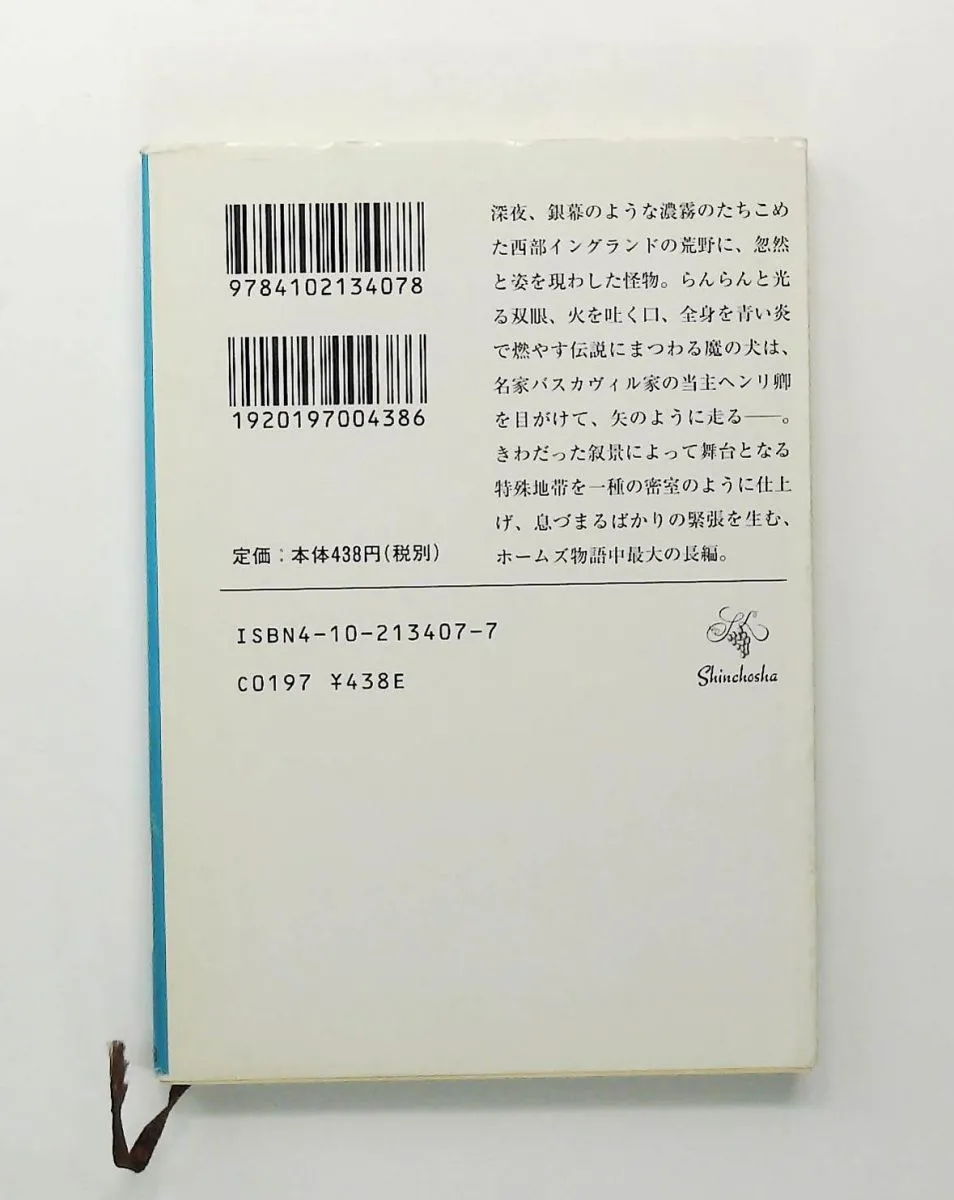 9784102134078
1920197004386
定価：本体438円(税別)
深夜、銀幕のような濃霧のたちこめ
た西部イングランドの荒野に、忽然
と姿を現わした怪物。らんらんと光
る双眼、火を吐く口、全身を青い炎
で燃やす伝説にまつわる魔の犬は、
名家バスカヴィル家の当主ヘンリ卿
を目がけて、矢のように走る──。
きわだった叙景によって舞台となる
特殊地帯を一種の密室のように仕上
げ、息づまるばかりの緊張を生む、
ホームズ物語中最大の長編。
ISBN4-10-213407-7
C0197 ¥438E
Shinchosha